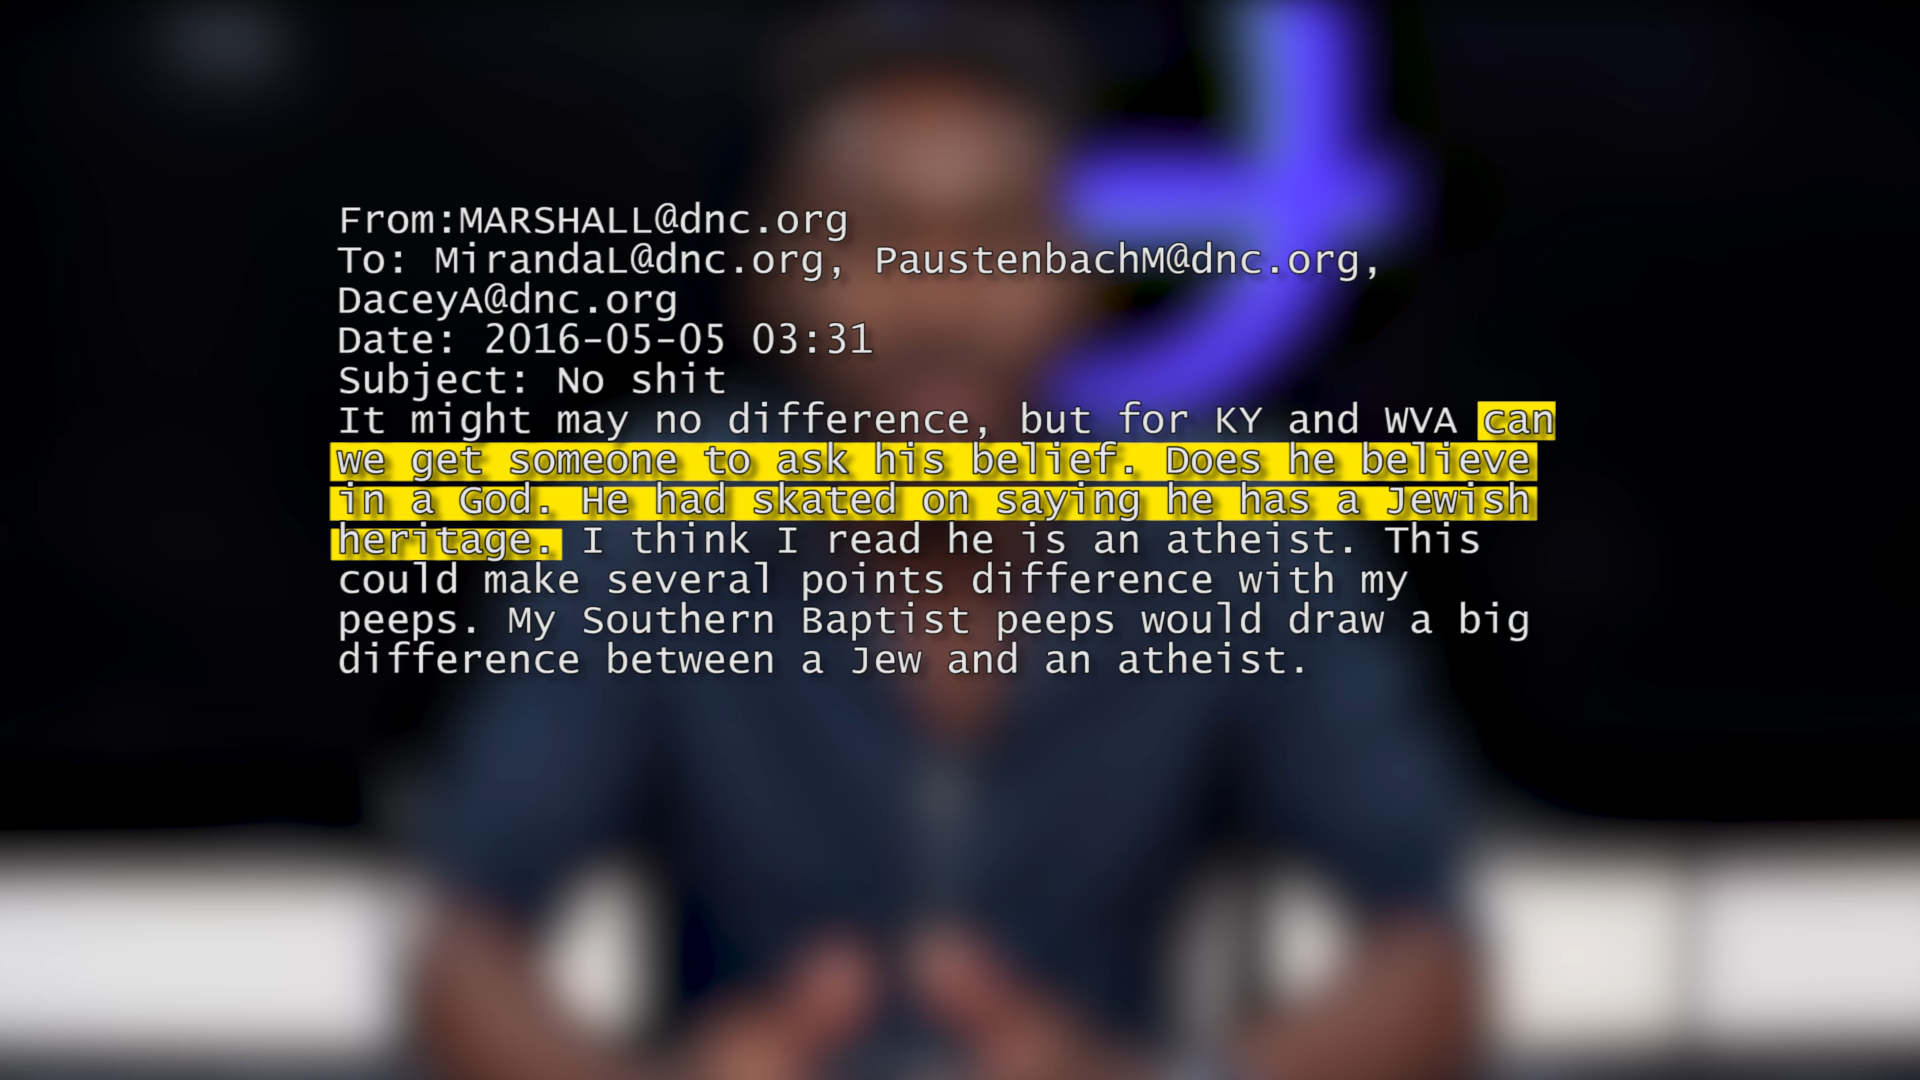 From:MARSHALL@dnc.org
To: MirandaL@dnc.org, PaustenbachM@dnc.org,
DaceyA@dnc.org
Date: 2016-05-05 03:31
Subject: No shit
It might may no difference, but for KY and WVA can
we get someone to ask his belief. Does he believe
in a God. He had skated on saying he has a Jewish
heritage. I think I read he is an atheist. This
could make several points difference with my
peeps. My Southern Baptist peeps would draw a big
difference between a Jew and an atheist.